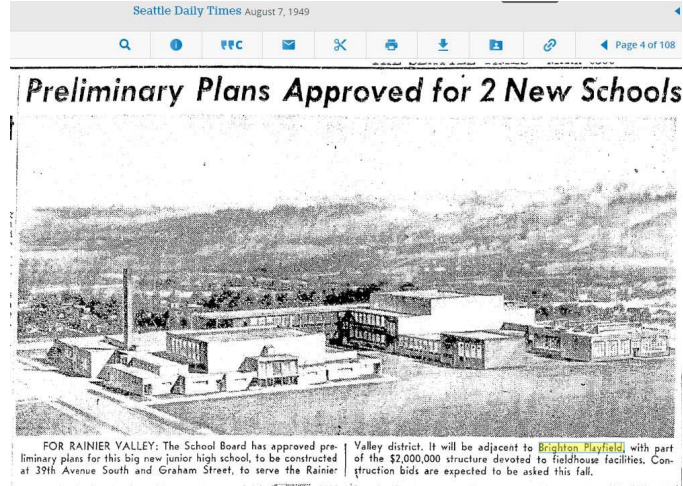 Seattle Daily Times August 7, 1949
Page 4 of 108
Preliminary Plans Approved for 2 New Schools
FOR RAINIER VALLEY: The School Board has approved pre-
liminary plans for this big new junior high school, to be constructed
at 39th Avenue South and Graham Street, to serve the Rainier
Valley district. It will be adjacent to Brighton Playfield, with part
of the $2,000,000 structure devoted to fieldhouse facilities. Con-
struction bids are expected to be asked this fall.